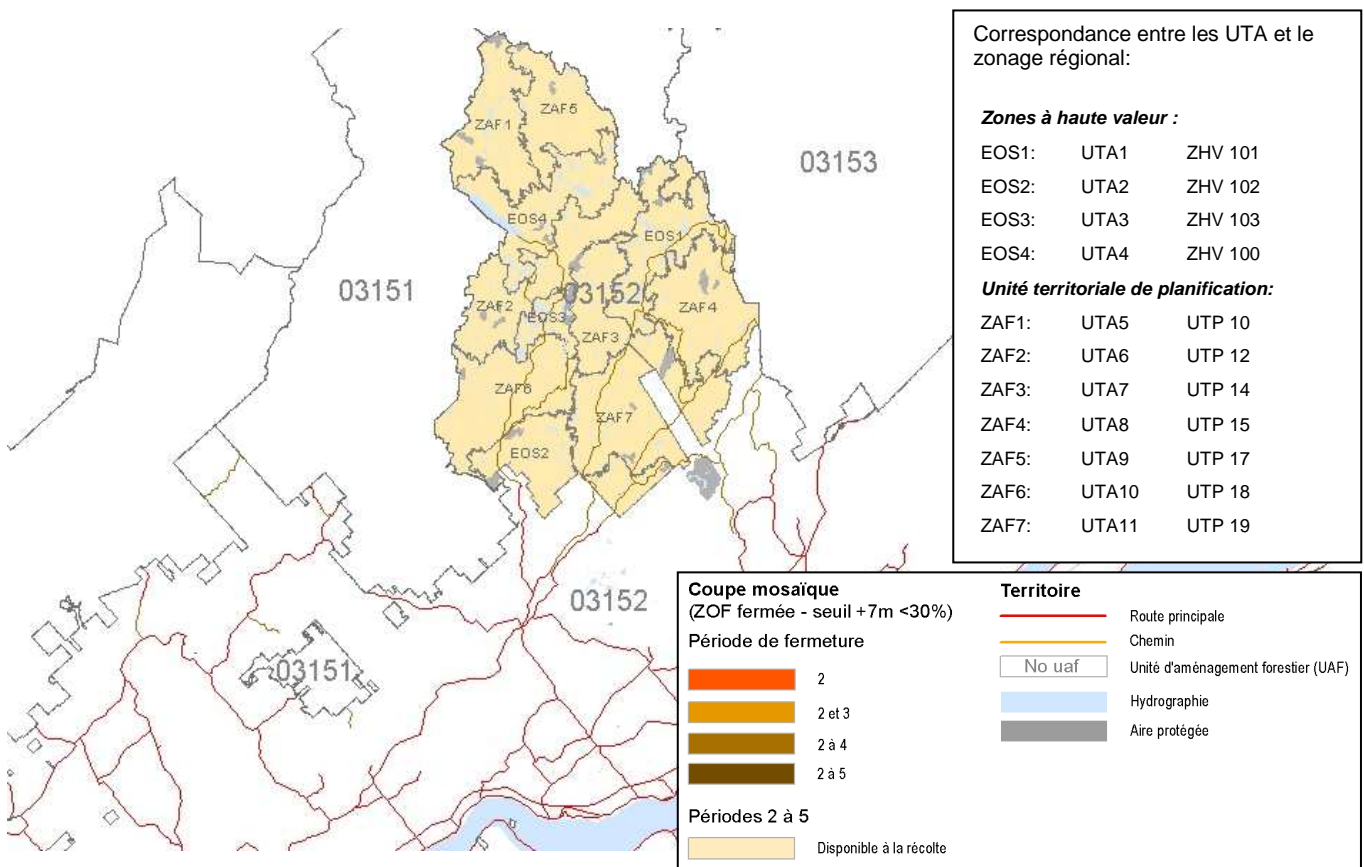 Correspondance entre les UTA et le
zonage régional:
Zones à haute valeur :
EOS1: UTA1 ZHV 101
EOS2: UTA2 ZHV 102
EOS3: UTA3 ZHV 103
EOS4: UTA4 ZHV 100
Unité territoriale de planification:
ZAF1: UTA5 UTP 10
ZAF2: UTA6 UTP 12
ZAF3: UTA7 UTP 14
ZAF4: UTA8 UTP 15
ZAF5: UTA9 UTP 17
ZAF6: UTA10 UTP 18
ZAF7: UTA11 UTP 19
ZAF5
ZAF1
03153
EOS4
EOS1
03151
03152
ZAF2
EOS3
ZAF4
ZAF3
ZAF6
ZAF7
EOS2
03152
03151
Coupe mosaïque
(ZOF fermée - seuil +7m <30%)
Période de fermeture
2
2 et 3
2 à 4
2 à 5
Périodes 2 à 5
Disponible à la récolte
Territoire
Route principale
Chemin
No uaf Unité d'aménagement forestier (UAF)
Hydrographie
Aire protégée